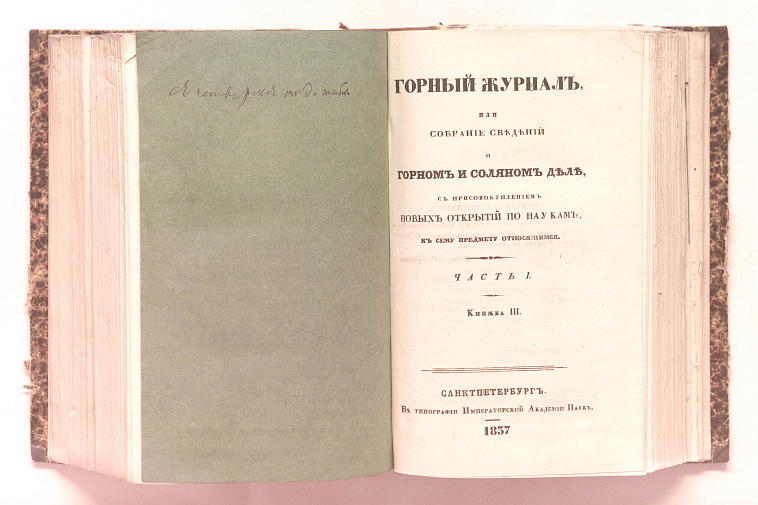 ГОРНЫЙ ЖУРНАЛЪ,
ИЛИ
СОБРАНІЕ СВѢДѢНІЙ
О
ГОРНОМЪ И СОЛЯНОМЪ ДѢЛѢ,
СЪ ПРИСОВОКУПЛЕНІЕМЪ
НОВЫХЪ ОТКРЫТІЙ ПО НАУКАМЪ,
КЪ СЕМУ ПРЕДМЕТУ ОТНОСЯЩИМСЯ.
ЧАСТЬ I.
Книжка III.
САНКТПЕТЕРБУРГЪ.
Въ типографіи Императорской Академіи Наукъ.
1837